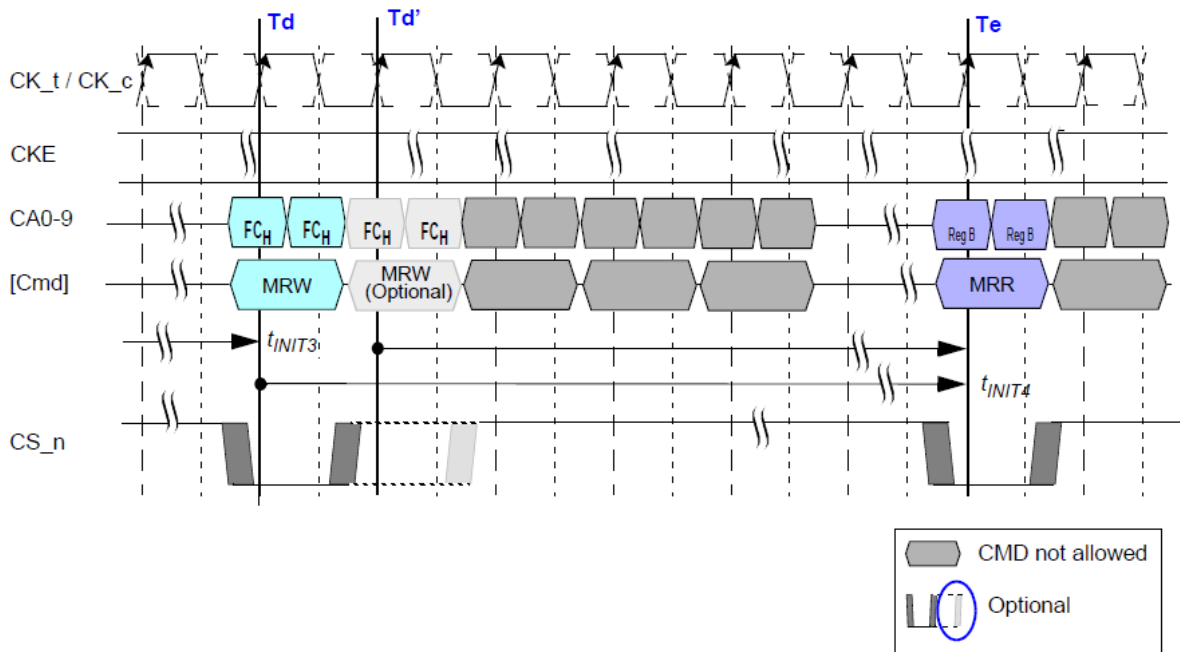 Td Td' Te
CK_t / CK_c
CKE
CA0-9 FCH FCH FCH FCH Reg B Reg B
[Cmd] MRW MRW (Optional) MRR
tINIT3
tINIT4
CS_n
CMD not allowed
Optional